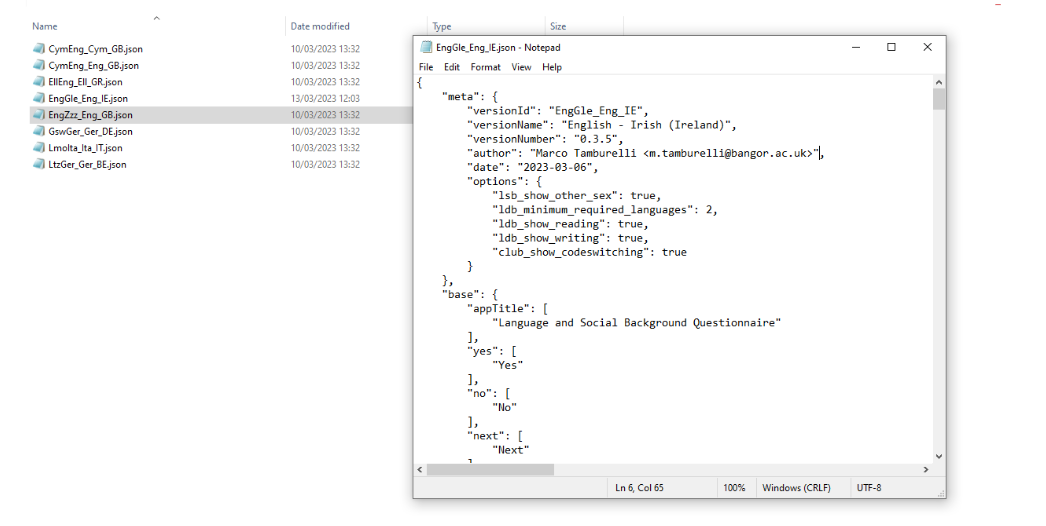 Name Date modified Type Size
CymEng_Cym_GB.json 10/03/2023 13:32
CymEng_Eng_GB.json 10/03/2023 13:32
EllEng_Ell_GR.json 10/03/2023 13:32
EngGle_Eng_IE.json 13/03/2023 12:03
EngZzz_Eng_GB.json 10/03/2023 13:32
GswGer_Ger_DE.json 10/03/2023 13:32
LmoIta_Ita_IT.json 10/03/2023 13:32
LtzGer_Ger_BE.json 10/03/2023 13:32
EngGle_Eng_IE.json - Notepad
File Edit Format View Help
{
"meta": {
"versionId": "EngGle_Eng_IE",
"versionName": "English - Irish (Ireland)",
"versionNumber": "0.3.5",
"author": "Marco Tamburelli <m.tamburelli@bangor.ac.uk>",
"date": "2023-03-06",
"options": {
"lsb_show_other_sex": true,
"ldb_minimum_required_languages": 2,
"ldb_show_reading": true,
"ldb_show_writing": true,
"club_show_codeswitching": true
}
},
"base": {
"appTitle": [
"Language and Social Background Questionnaire"
],
"yes": [
"Yes"
],
"no": [
"No"
],
"next": [
"Next"
]
Ln 6, Col 65 100% Windows (CRLF) UTF-8